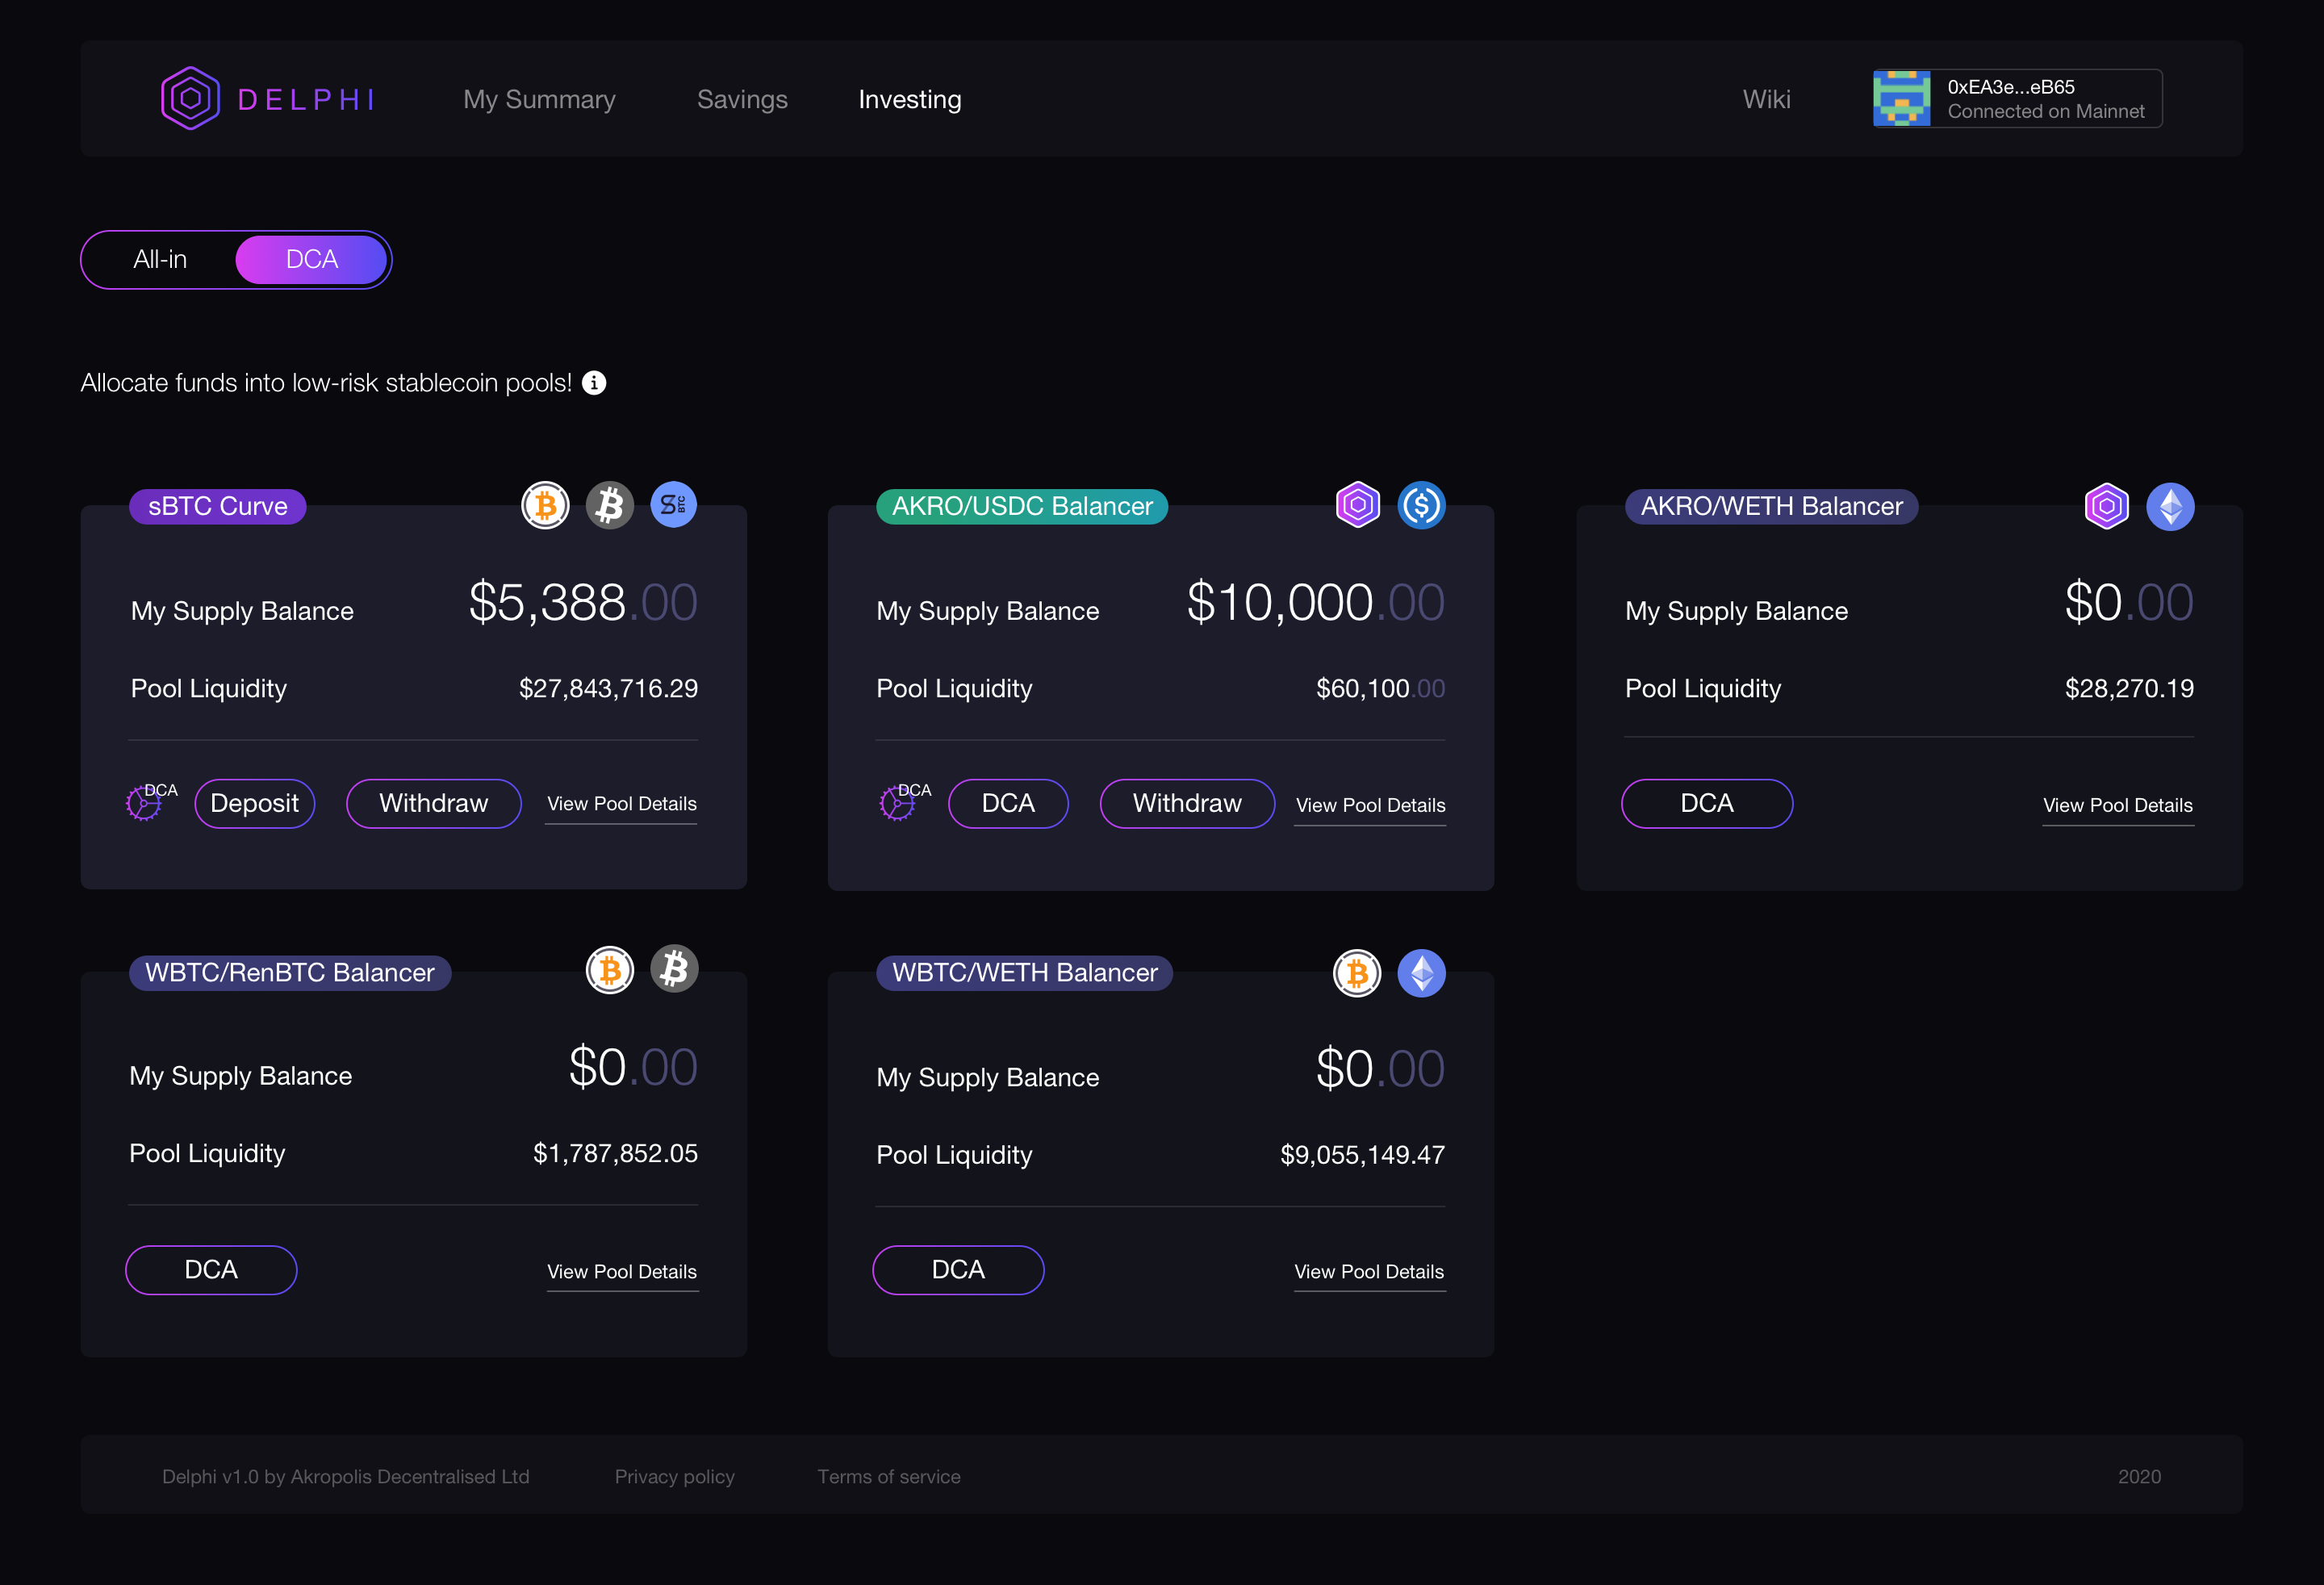 DELPHI
My Summary
Savings
Investing
Wiki
0xEA3e...eB65
Connected on Mainnet
All-in
DCA
Allocate funds into low-risk stablecoin pools!
sBTC Curve
My Supply Balance $5,388.00
Pool Liquidity $27,843,716.29
DCA
Deposit
Withdraw
View Pool Details
AKRO/USDC Balancer
My Supply Balance $10,000.00
Pool Liquidity $60,100.00
DCA
DCA
Withdraw
View Pool Details
AKRO/WETH Balancer
My Supply Balance $0.00
Pool Liquidity $28,270.19
DCA
View Pool Details
WBTC/RenBTC Balancer
My Supply Balance $0.00
Pool Liquidity $1,787,852.05
DCA
View Pool Details
WBTC/WETH Balancer
My Supply Balance $0.00
Pool Liquidity $9,055,149.47
DCA
View Pool Details
Delphi v1.0 by Akropolis Decentralised Ltd
Privacy policy
Terms of service
2020